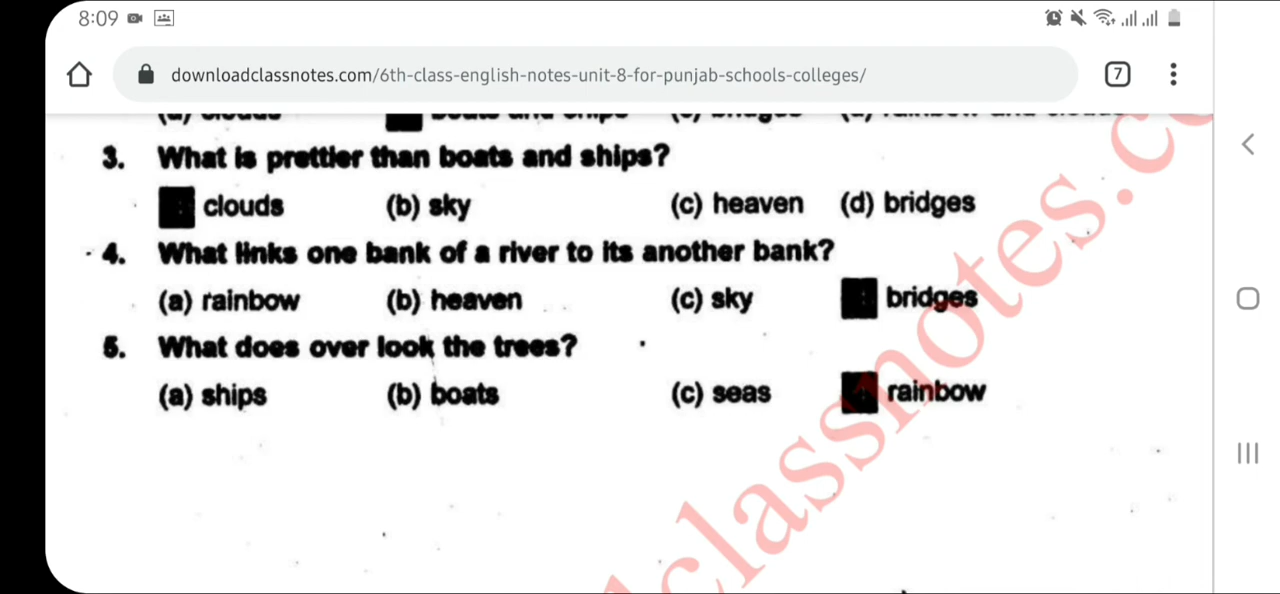 8:09
downloadclassnotes.com/6th-class-english-notes-unit-8-for-punjab-schools-colleges/
7
3. What is prettier than boats and ships?
clouds (b) sky (c) heaven (d) bridges
4. What links one bank of a river to its another bank?
(a) rainbow (b) heaven (c) sky bridges
5. What does over look the trees?
(a) ships (b) boats (c) seas rainbow
classnotes.c